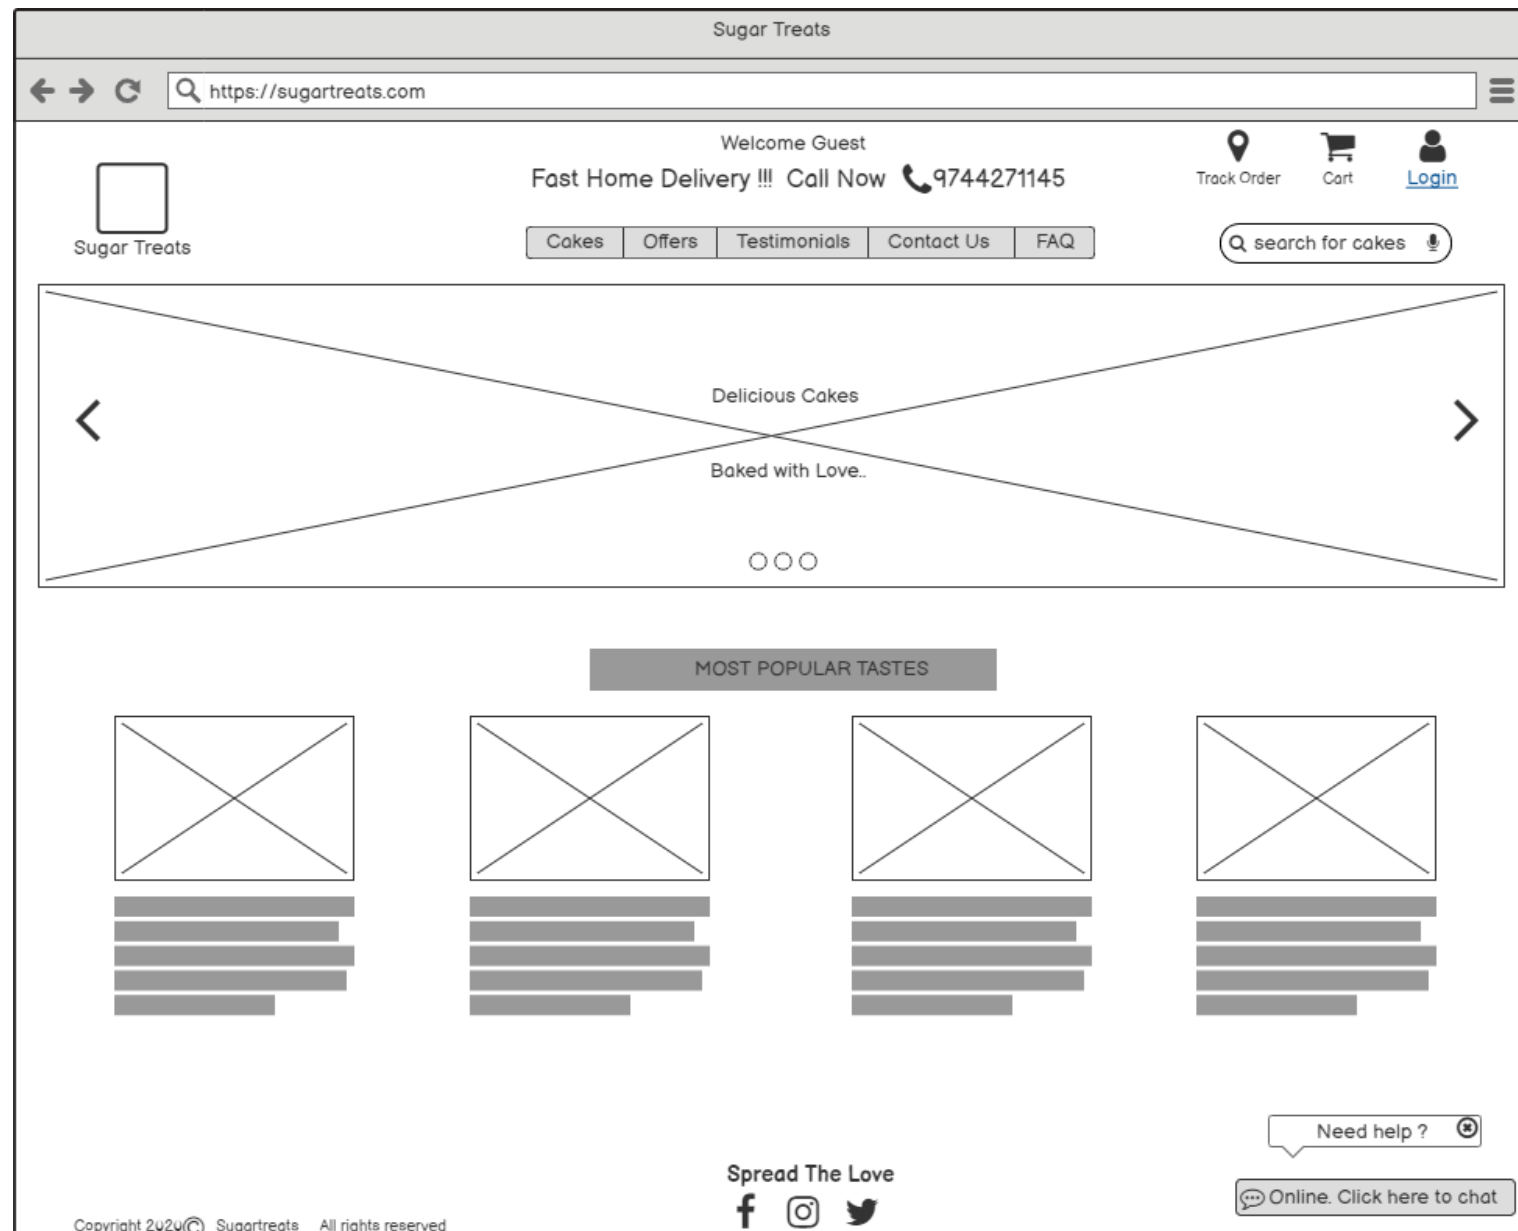 Sugar Treats
https://sugartreats.com
Welcome Guest
Fast Home Delivery !!! Call Now 9744271145
Track Order
Cart
Login
Sugar Treats
Cakes
Offers
Testimonials
Contact Us
FAQ
search for cakes
Delicious Cakes
Baked with Love..
MOST POPULAR TASTES
Need help ?
Spread The Love
Online. Click here to chat
Copyright 2020© Sugartreats All rights reserved